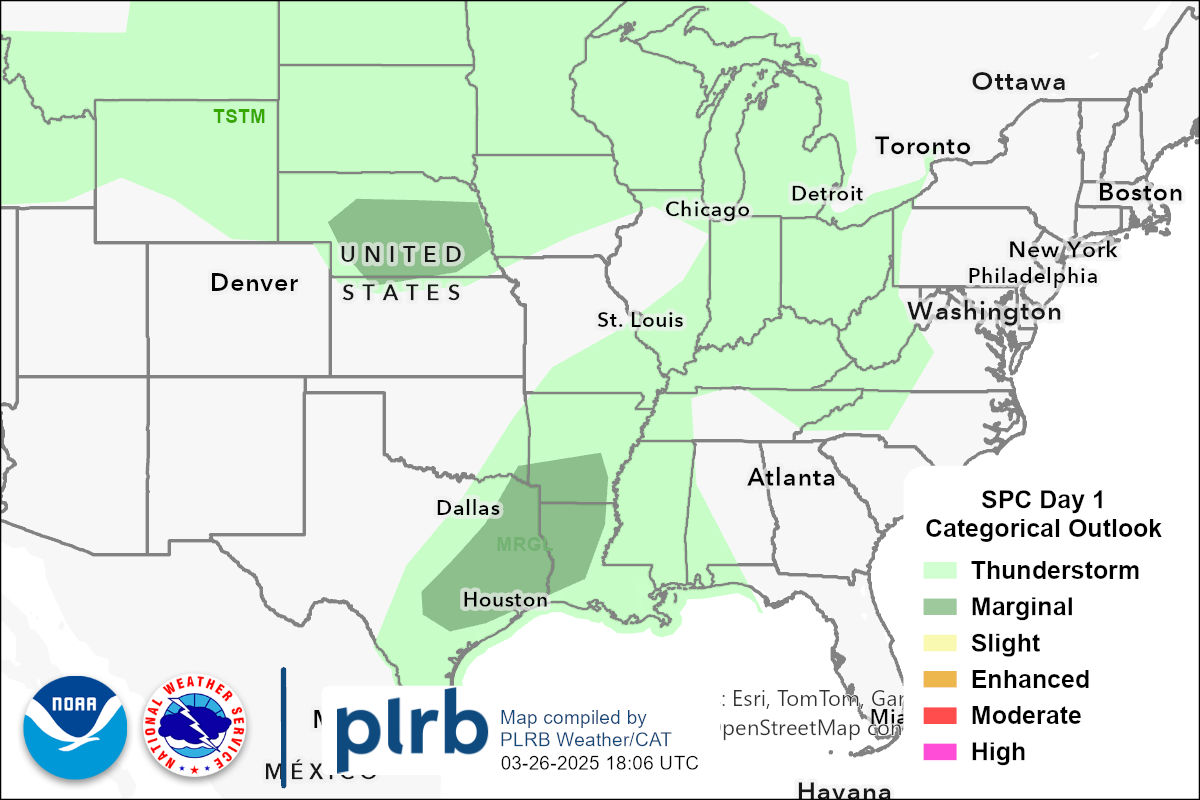 Ottawa
TSTM
Toronto
Detroit
Boston
Chicago
New York
UNITED
Denver
Philadelphia
STATES
Washington
St. Louis
Atlanta
Dallas
SPC Day 1
Categorical Outlook
MRGL
Thunderstorm
Houston
Marginal
Slight
Enhanced
Moderate
High
NOAA
NATIONAL WEATHER SERVICE
plrb
Map compiled by
PLRB Weather/CAT
03-26-2025 18:06 UTC
: Esri, TomTom, Gar
penStreetMap con
Mia
MÉXICO
Havana